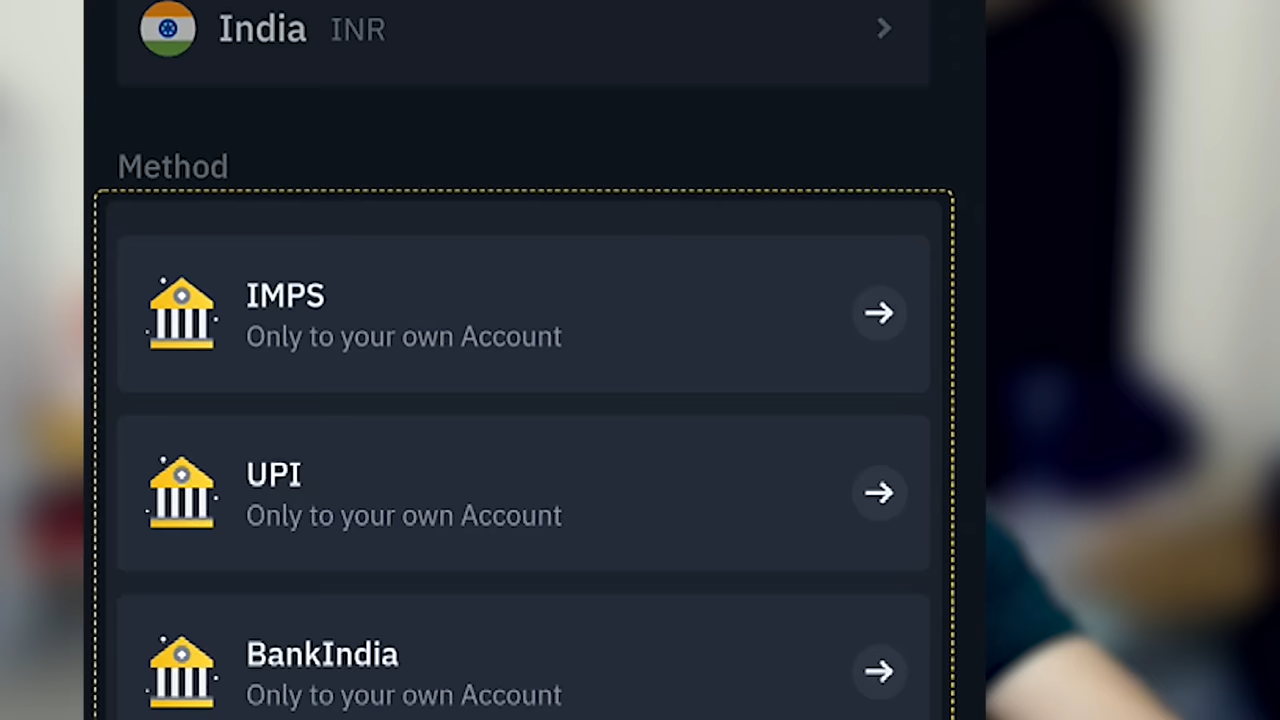 India INR
Method
IMPS
Only to your own Account
UPI
Only to your own Account
BankIndia
Only to your own Account